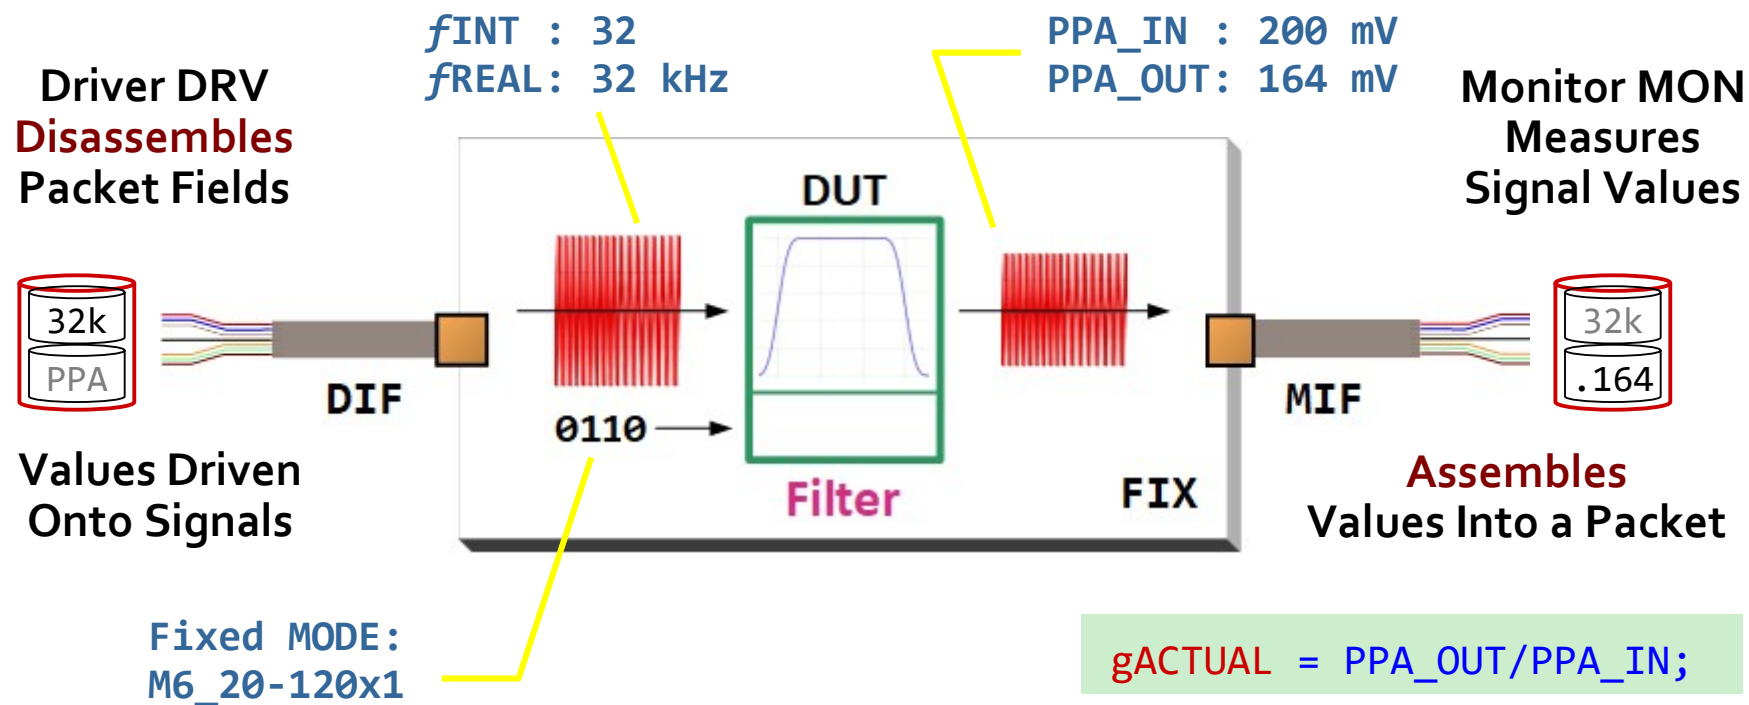 ƒINT : 32
ƒREAL: 32 kHz
PPA_IN : 200 mV
PPA_OUT: 164 mV
Driver DRV
Disassembles
Packet Fields
Monitor MON
Measures
Signal Values
DUT
32k
PPA
DIF
0110
Filter
FIX
MIF
32k
.164
Values Driven
Onto Signals
Assembles
Values Into a Packet
Fixed MODE:
M6_20-120x1
gACTUAL = PPA_OUT/PPA_IN;